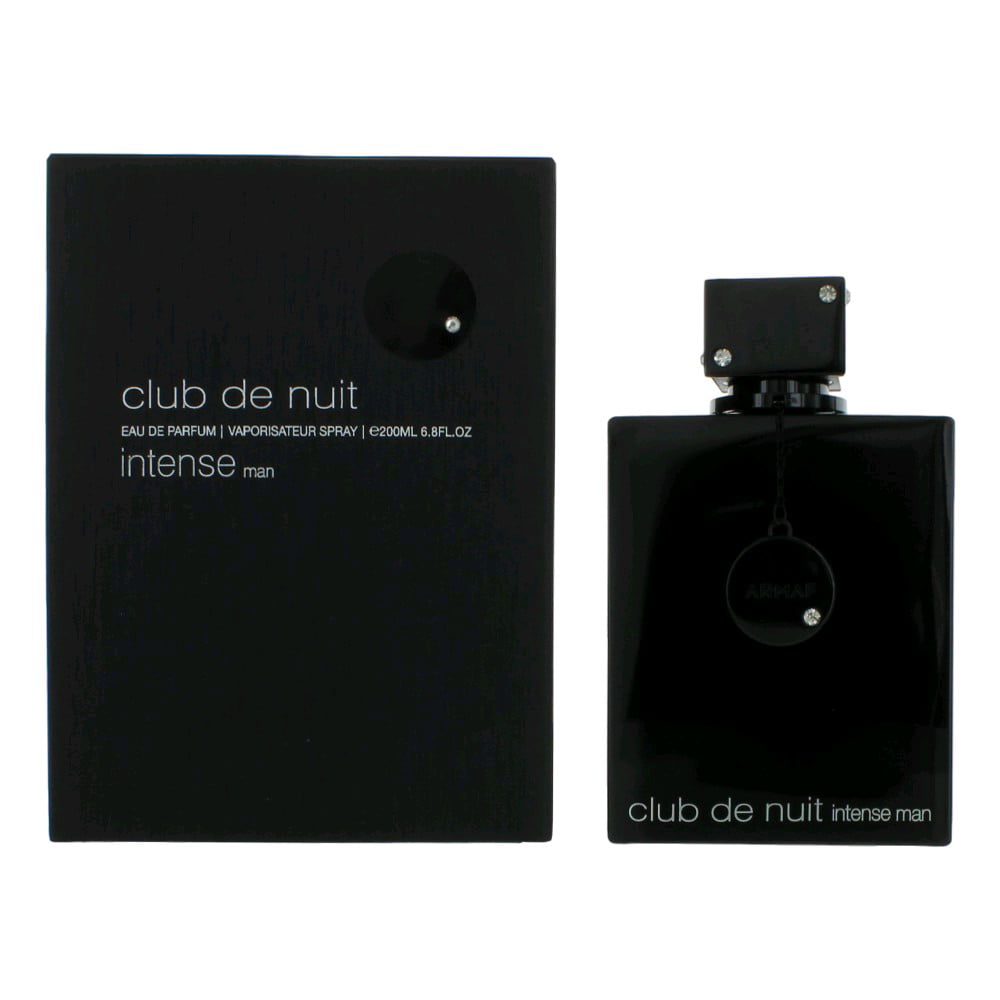 club de nuit
EAU DE PARFUM | VAPORISATEUR SPRAY | ℮200ML 6.8FL.OZ
intense man
ARMAF
club de nuit intense man